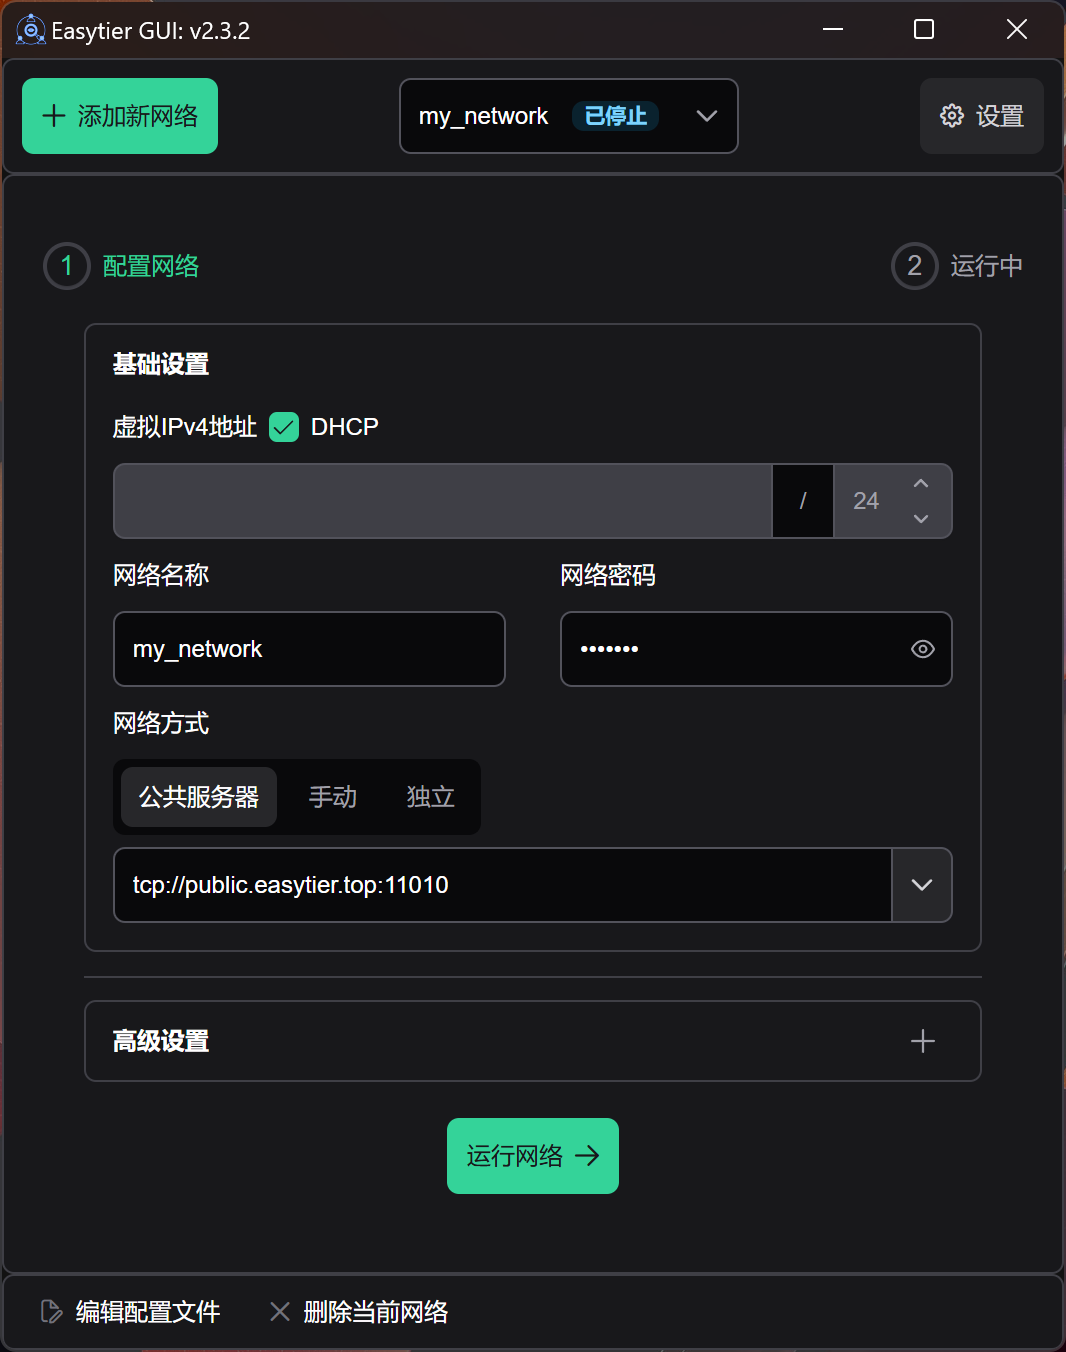 Easytier GUI: v2.3.2
添加新网络
my_network 已停止
设置
1 配置网络
2 运行中
基础设置
虚拟IPv4地址 DHCP
/ 24
网络名称 网络密码
my_network •••••••
网络方式
公共服务器 手动 独立
tcp://public.easytier.top:11010
高级设置
运行网络
编辑配置文件 删除当前网络